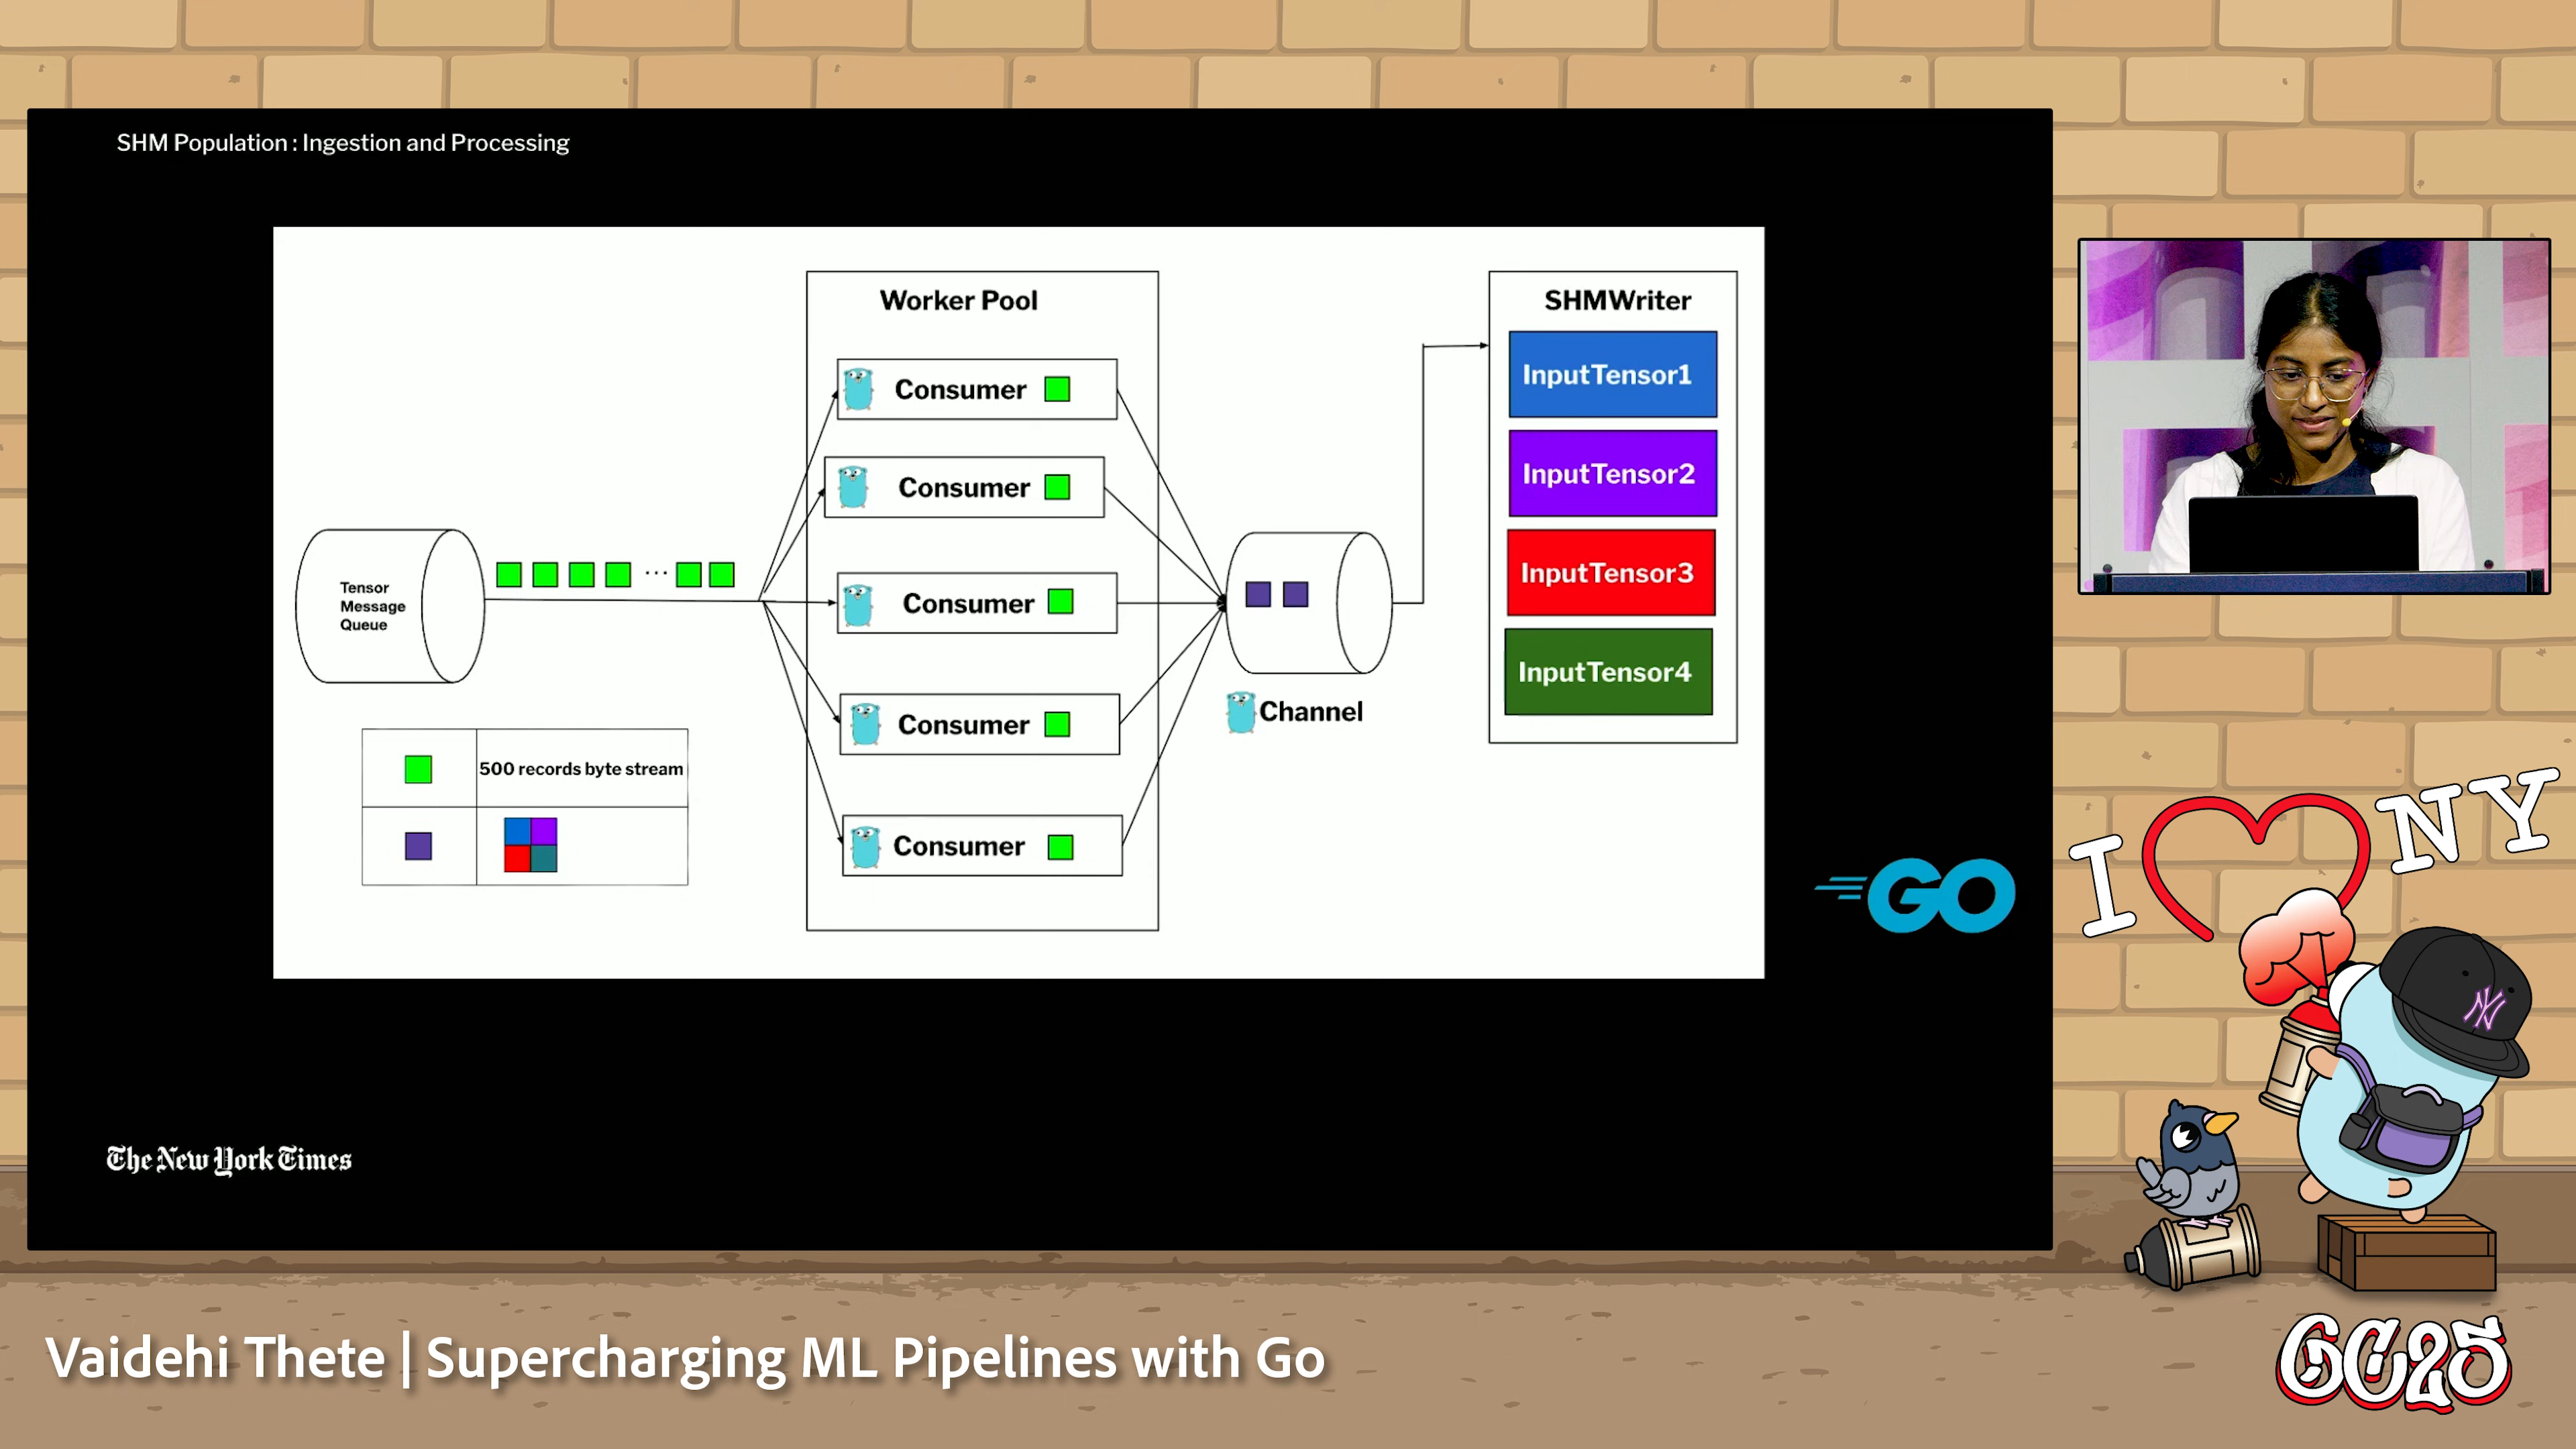 SHM Population : Ingestion and Processing
Worker Pool
Consumer
Consumer
Consumer
Consumer
Consumer
Tensor
Message
Queue
500 records byte stream
Channel
SHMWriter
InputTensor1
InputTensor2
InputTensor3
InputTensor4
GO
The New York Times
I NY
NY
Vaidehi Thete | Supercharging ML Pipelines with Go
GC25